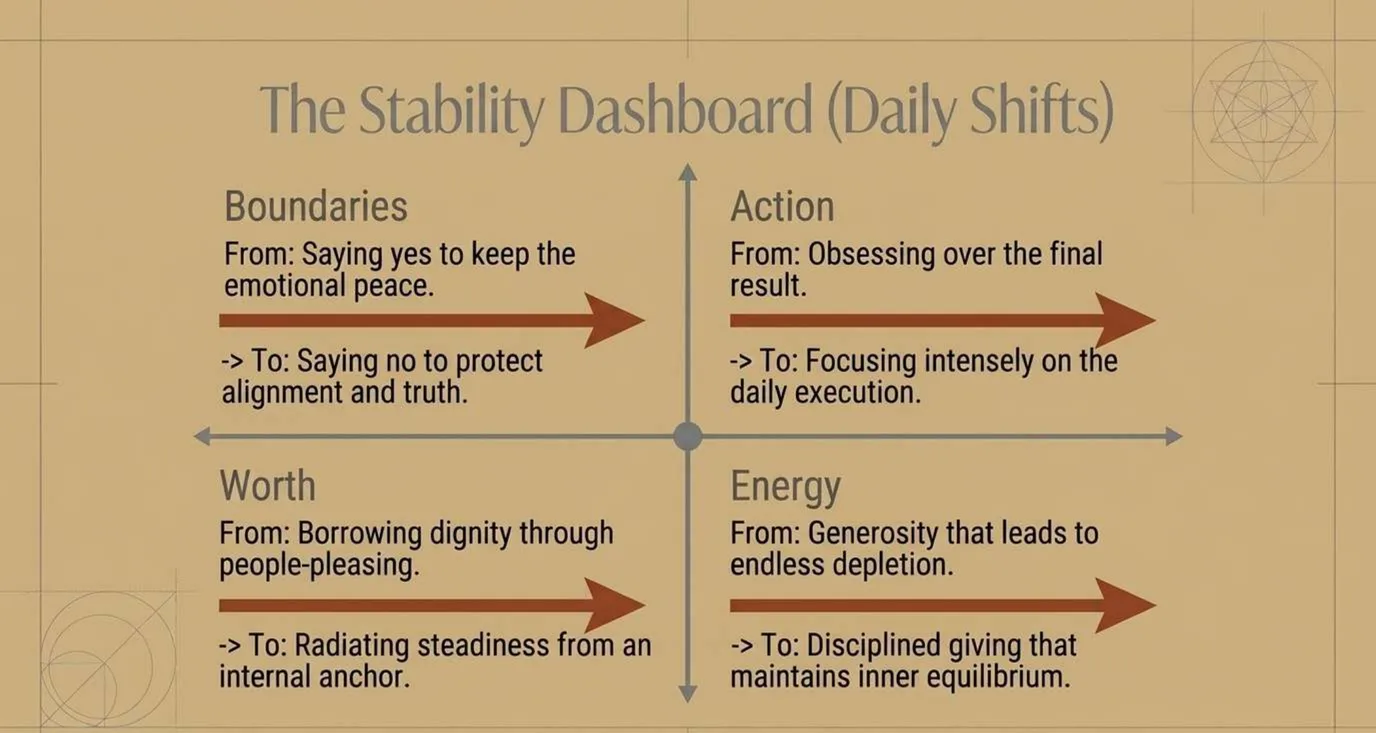 The Stability Dashboard (Daily Shifts)
Boundaries
From: Saying yes to keep the
emotional peace.
-> To: Saying no to protect
alignment and truth.
Action
From: Obsessing over the final
result.
-> To: Focusing intensely on the
daily execution.
Worth
From: Borrowing dignity through
people-pleasing.
-> To: Radiating steadiness from an
internal anchor.
Energy
From: Generosity that leads to
endless depletion.
-> To: Disciplined giving that
maintains inner equilibrium.